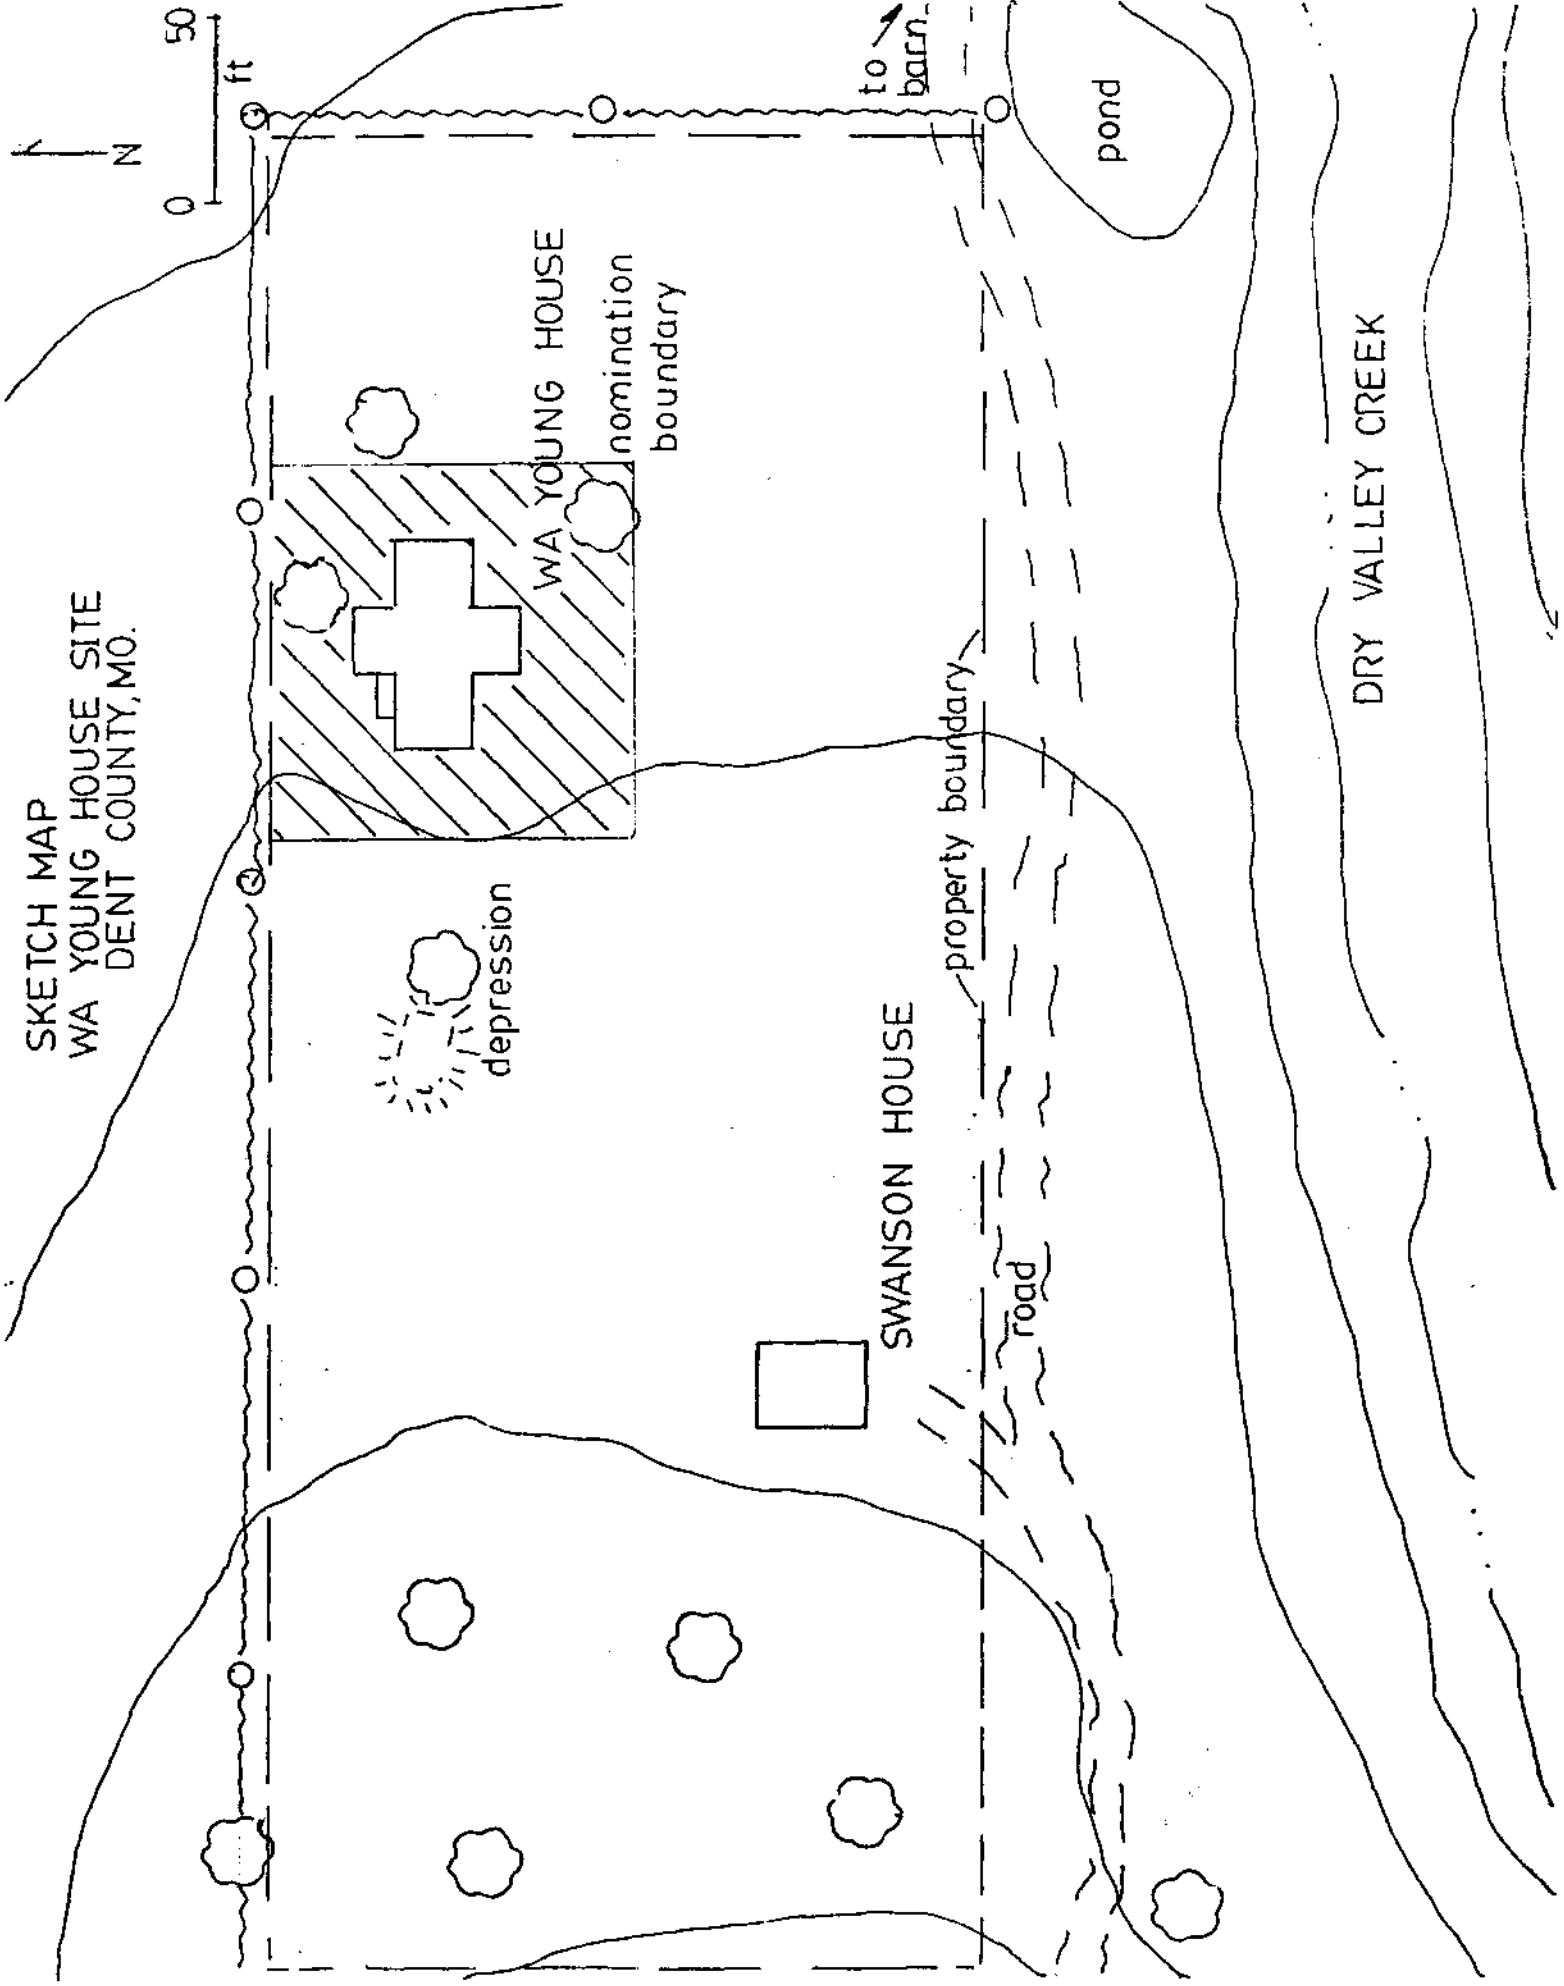 SKETCH MAP
WA YOUNG HOUSE SITE
DENT COUNTY, MO.
N
0 50
ft
WA YOUNG HOUSE
nomination
boundary
depression
to
barn
property boundary
SWANSON HOUSE
road
pond
DRY VALLEY CREEK